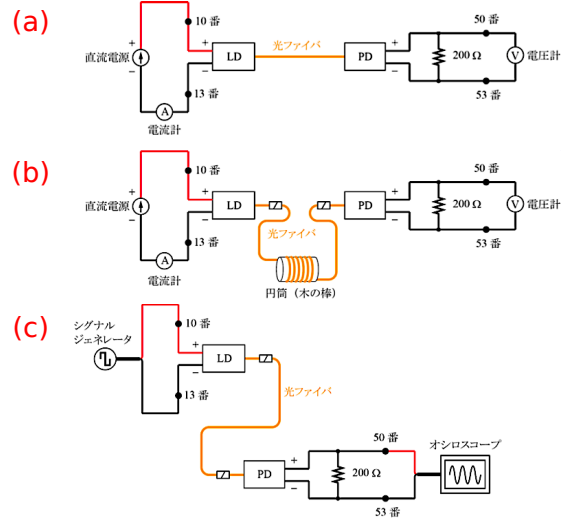 (a)
10 番
50 番
直流電源
+
−
LD
+
−
光ファイバ
PD
+
−
200 Ω
V
電圧計
A
電流計
13 番
53 番
(b)
10 番
50 番
直流電源
+
−
LD
+
−
光ファイバ
PD
+
−
200 Ω
V
電圧計
A
電流計
13 番
53 番
円筒（木の棒）
(c)
シグナル
ジェネレータ
10 番
+
−
LD
13 番
光ファイバ
PD
+
−
50 番
200 Ω
53 番
オシロスコープ